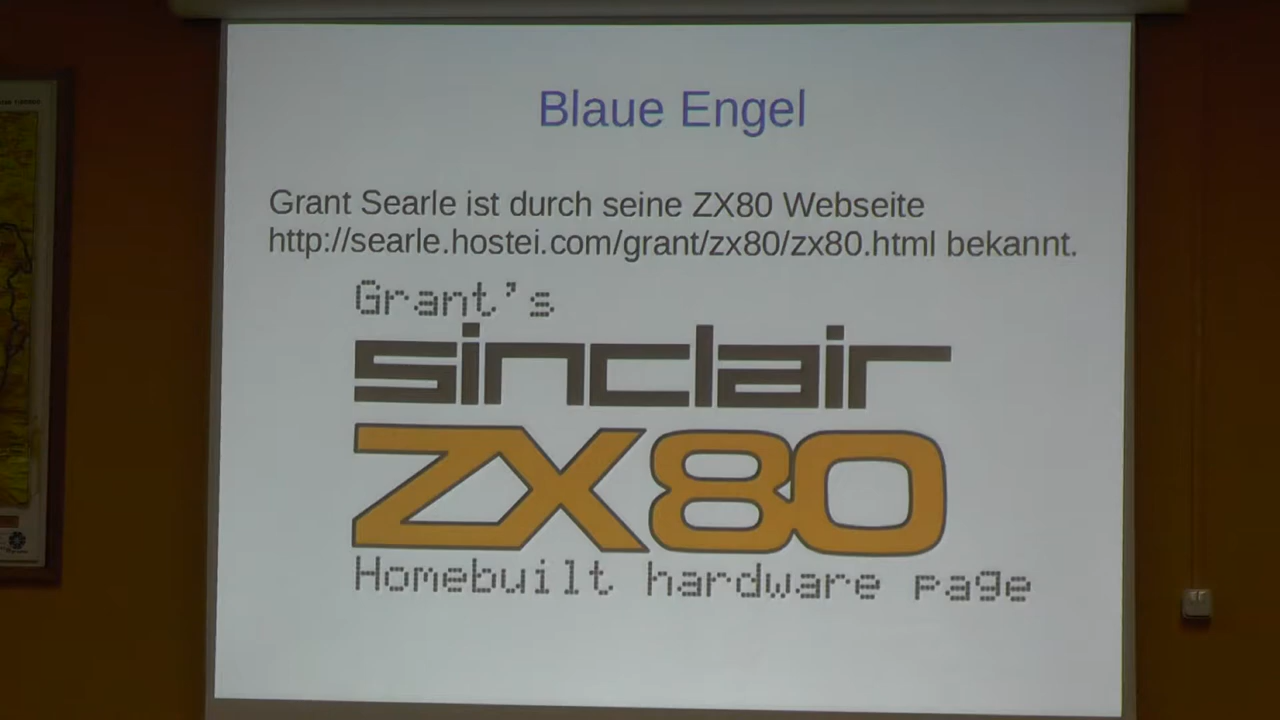 Blaue Engel
Grant Searle ist durch seine ZX80 Webseite
http://searle.hostei.com/grant/zx80/zx80.html bekannt.
Grant's
sinclair
ZX80
Homebuilt hardware page